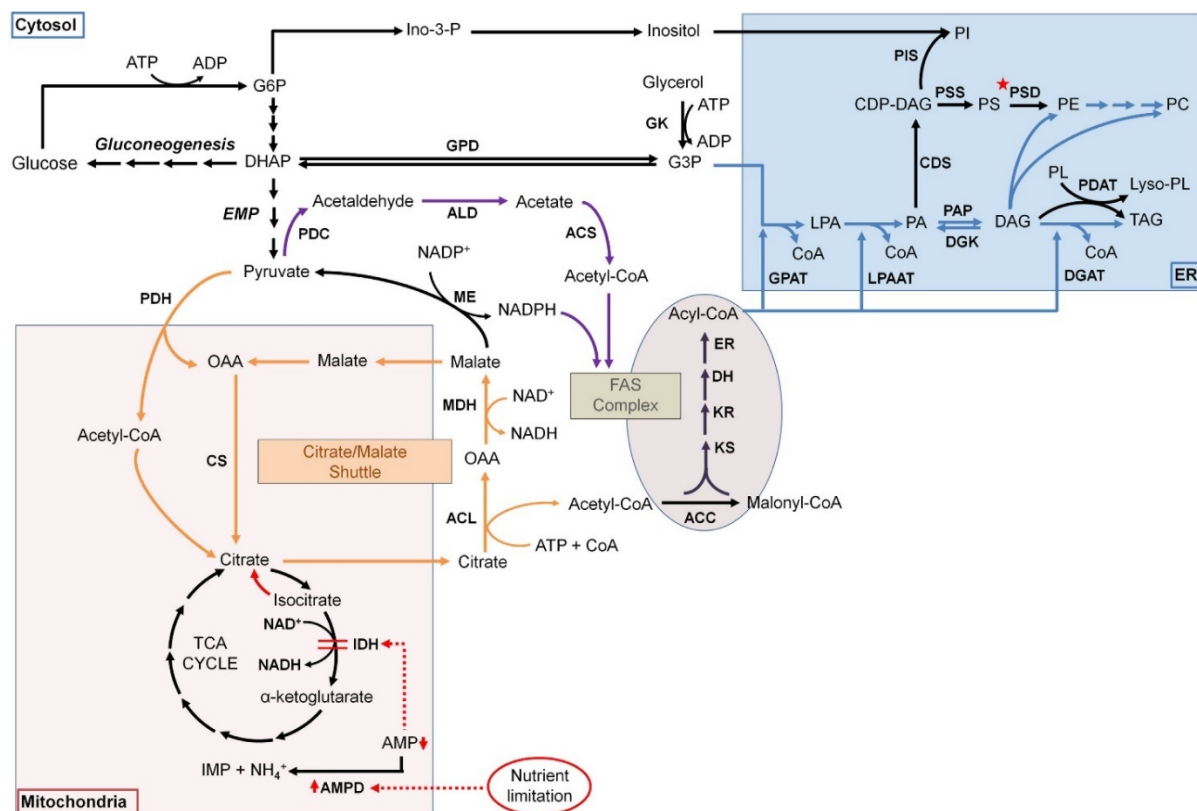 Cytosol
Ino-3-P
Inositol
PI
ATP
ADP
G6P
PIS
Glycerol
CDP-DAG
PSS
PS
PSD
PE
PC
GK
ATP
ADP
Glucose
Gluconeogenesis
DHAP
GPD
G3P
CDS
PL
PDAT
Lyso-PL
EMP
Acetaldehyde
ALD
Acetate
LPA
PA
PAP
DAG
TAG
PDC
ACS
CoA
CoA
DGK
CoA
Pyruvate
NADP⁺
Acetyl-CoA
GPAT
LPAAT
DGAT
ER
PDH
ME
NADPH
Acyl-CoA
ER
OAA
Malate
Malate
FAS
Complex
DH
MDH
NAD⁺
KR
NADH
Acetyl-CoA
CS
Citrate/Malate
Shuttle
OAA
KS
Acetyl-CoA
ACC
Malonyl-CoA
ACL
ATP + CoA
Citrate
Citrate
Isocitrate
NAD⁺
TCA
CYCLE
IDH
NADH
α-ketoglutarate
AMP
IMP + NH₄⁺
AMPD
Nutrient
limitation
Mitochondria